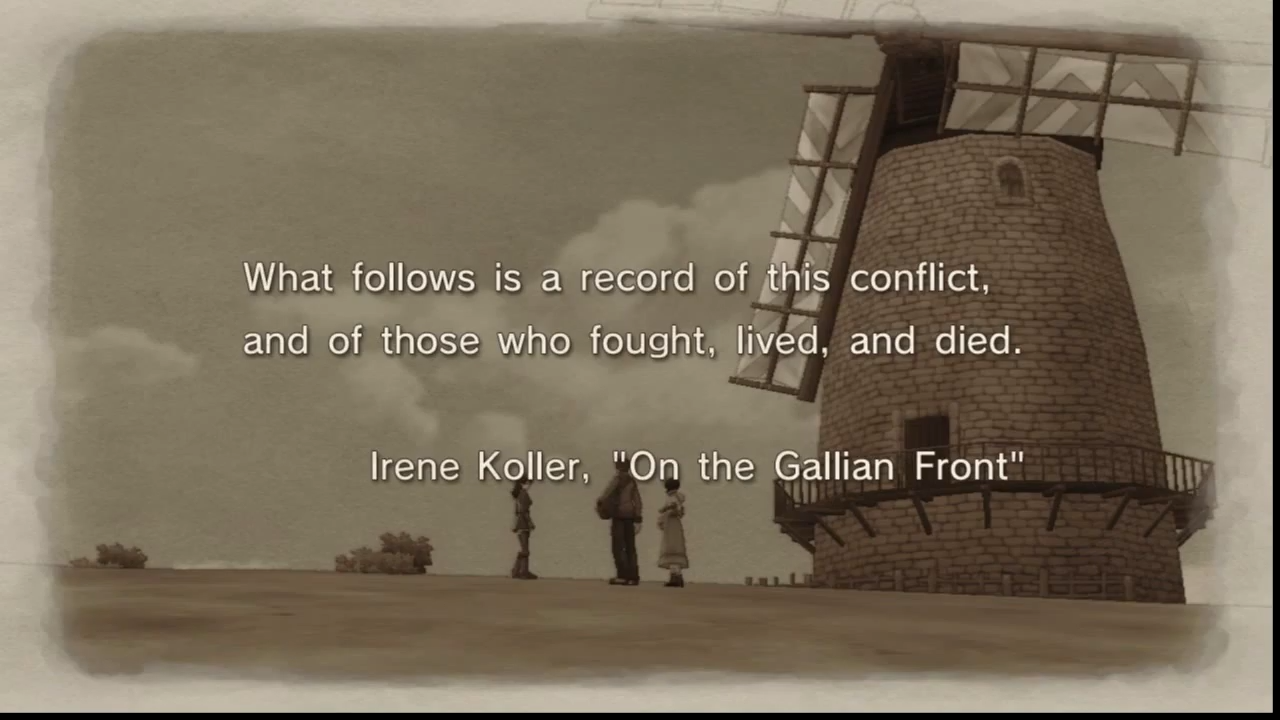 What follows is a record of this conflict,
and of those who fought, lived, and died.
Irene Koller, "On the Gallian Front"